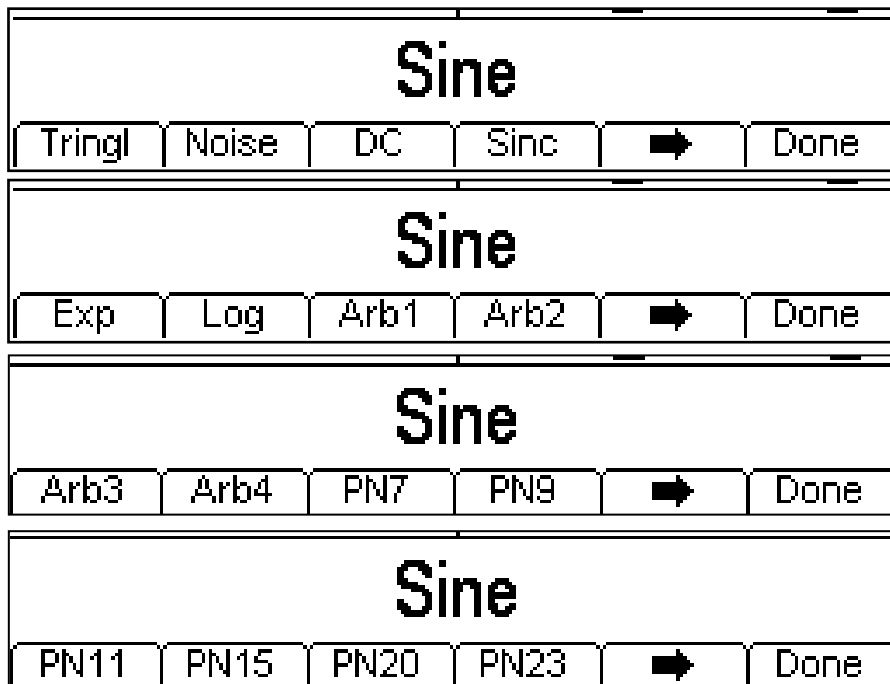 Sine
Tringl Noise DC Sinc Done
Sine
Exp Log Arb1 Arb2 Done
Sine
Arb3 Arb4 PN7 PN9 Done
Sine
PN11 PN15 PN20 PN23 Done